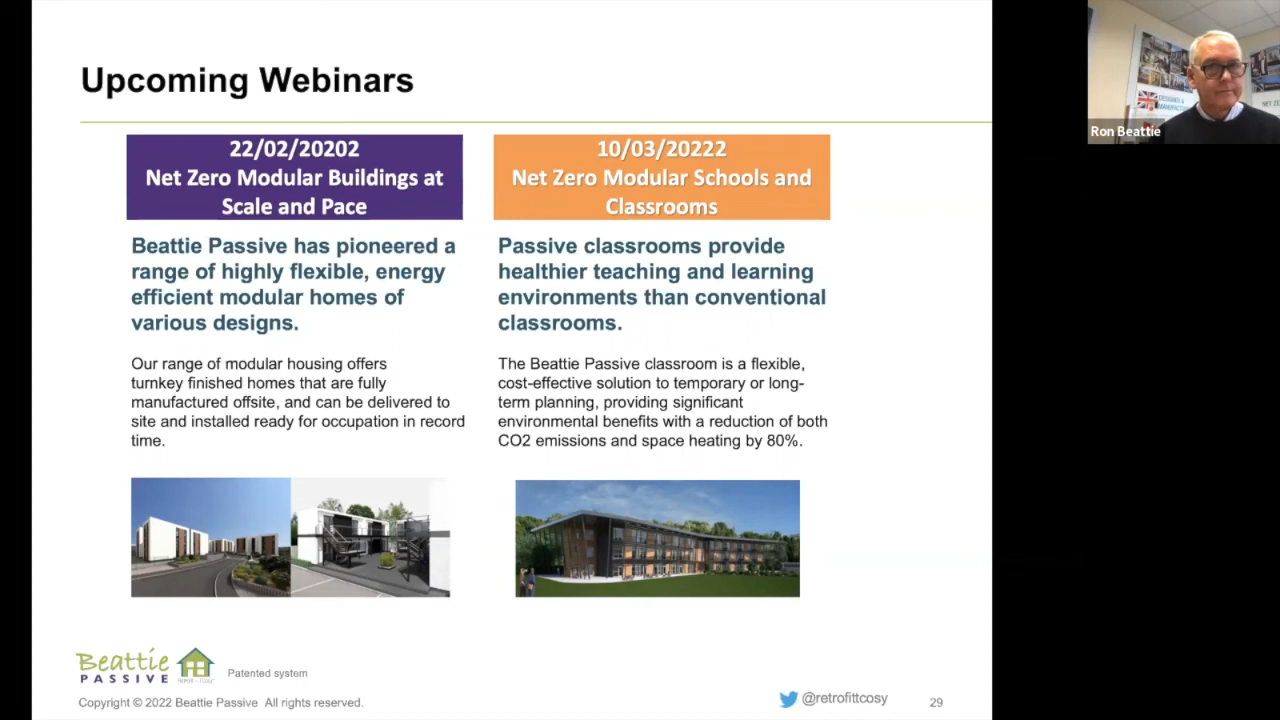 Upcoming Webinars
22/02/20202
Net Zero Modular Buildings at
Scale and Pace
Beattie Passive has pioneered a
range of highly flexible, energy
efficient modular homes of
various designs.
Our range of modular housing offers
turnkey finished homes that are fully
manufactured offsite, and can be delivered to
site and installed ready for occupation in record
time.
10/03/20222
Net Zero Modular Schools and
Classrooms
Passive classrooms provide
healthier teaching and learning
environments than conventional
classrooms.
The Beattie Passive classroom is a flexible,
cost-effective solution to temporary or long-
term planning, providing significant
environmental benefits with a reduction of both
CO2 emissions and space heating by 80%.
Beattie
PASSIVE
Patented system
Copyright © 2022 Beattie Passive All rights reserved.
@retrofittcosy
29
DESIGNED &
MANUFACTU
NET ZE
Ron Beattie